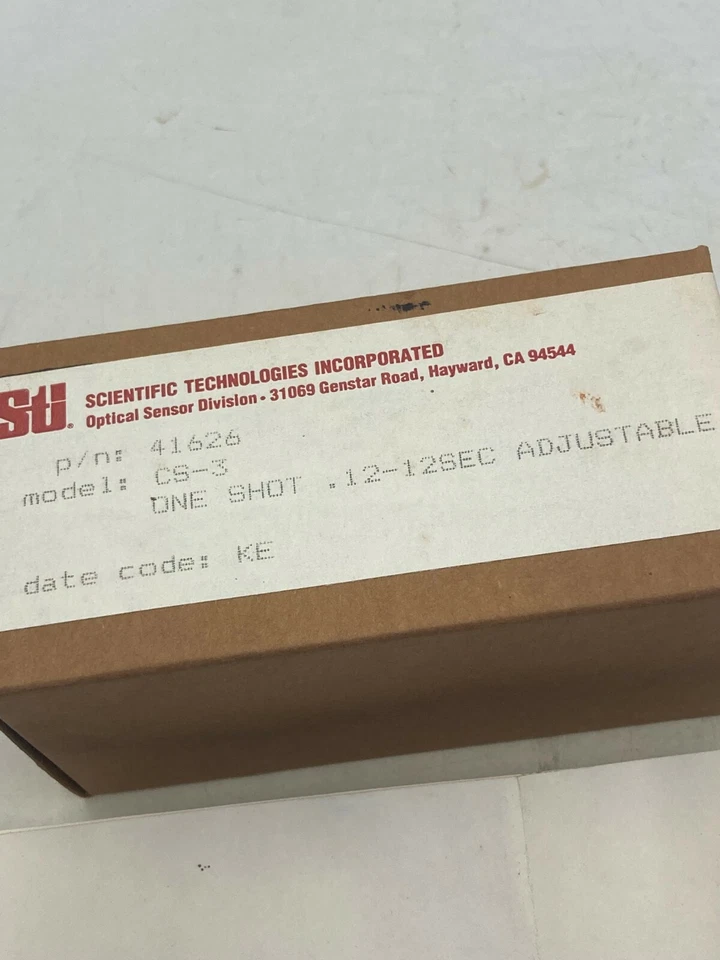 Sti®
SCIENTIFIC TECHNOLOGIES INCORPORATED
Optical Sensor Division • 31069 Genstar Road, Hayward, CA 94544
p/n: 41626
model: CS-3
ONE SHOT .12-12SEC ADJUSTABLE
date code: KE